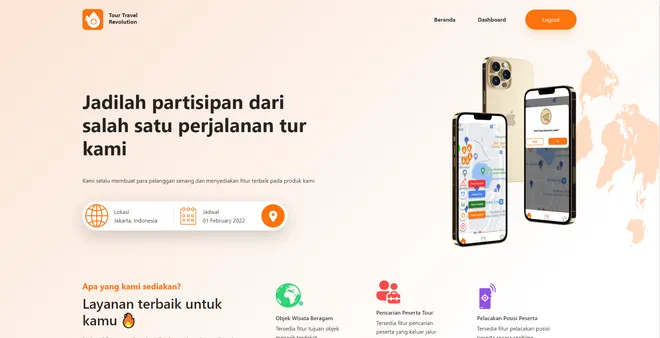 Tour Travel
Revolution
Beranda
Dashboard
Logout
Jadilah partisipan dari
salah satu perjalanan tur
kami
Kami selalu membuat para pelanggan senang dan menyediakan fitur terbaik pada produk kami
Lokasi
Jakarta, Indonesia
Jadwal
01 February 2022
Apa yang kami sediakan?
Layanan terbaik untuk
kamu
Objek Wisata Beragam
Tersedia fitur tujuan objek
Pencarian Peserta Tour
Tersedia fitur pencarian
peserta yang keluar jalur
Pelacakan Posisi Peserta
Tersedia fitur pelacakan posisi